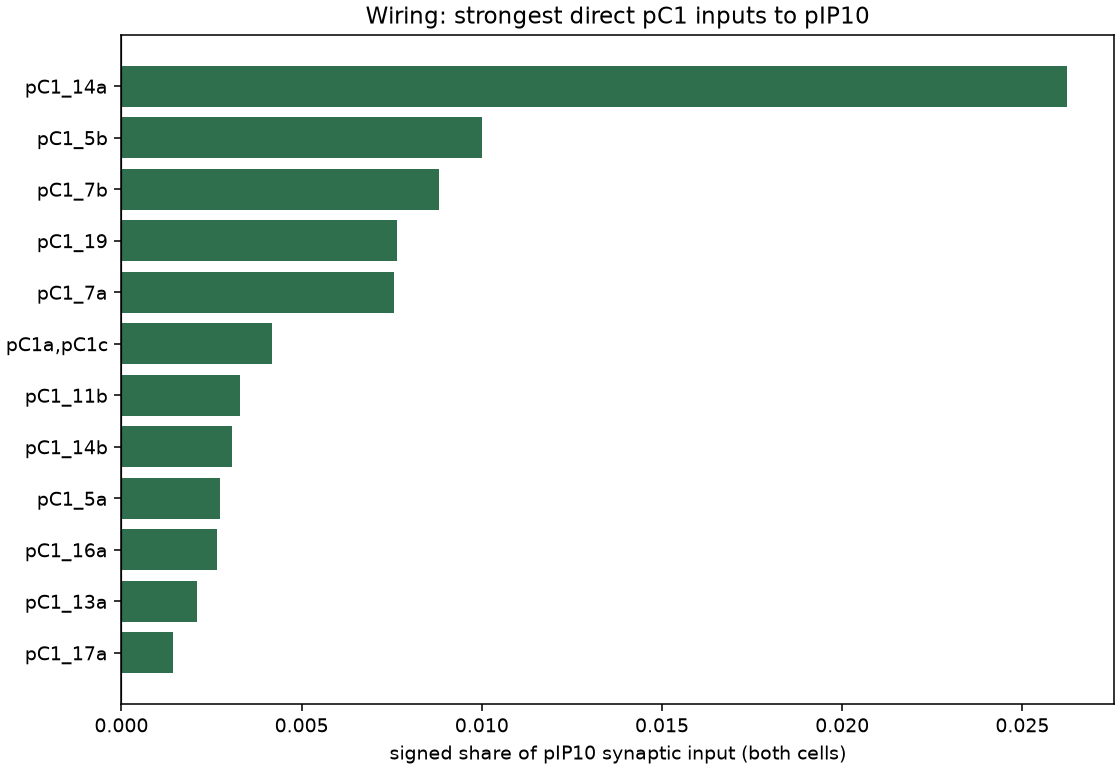 Wiring: strongest direct pC1 inputs to pIP10
pC1_14a
pC1_5b
pC1_7b
pC1_19
pC1_7a
pC1a,pC1c
pC1_11b
pC1_14b
pC1_5a
pC1_16a
pC1_13a
pC1_17a
0.000 0.005 0.010 0.015 0.020 0.025
signed share of pIP10 synaptic input (both cells)